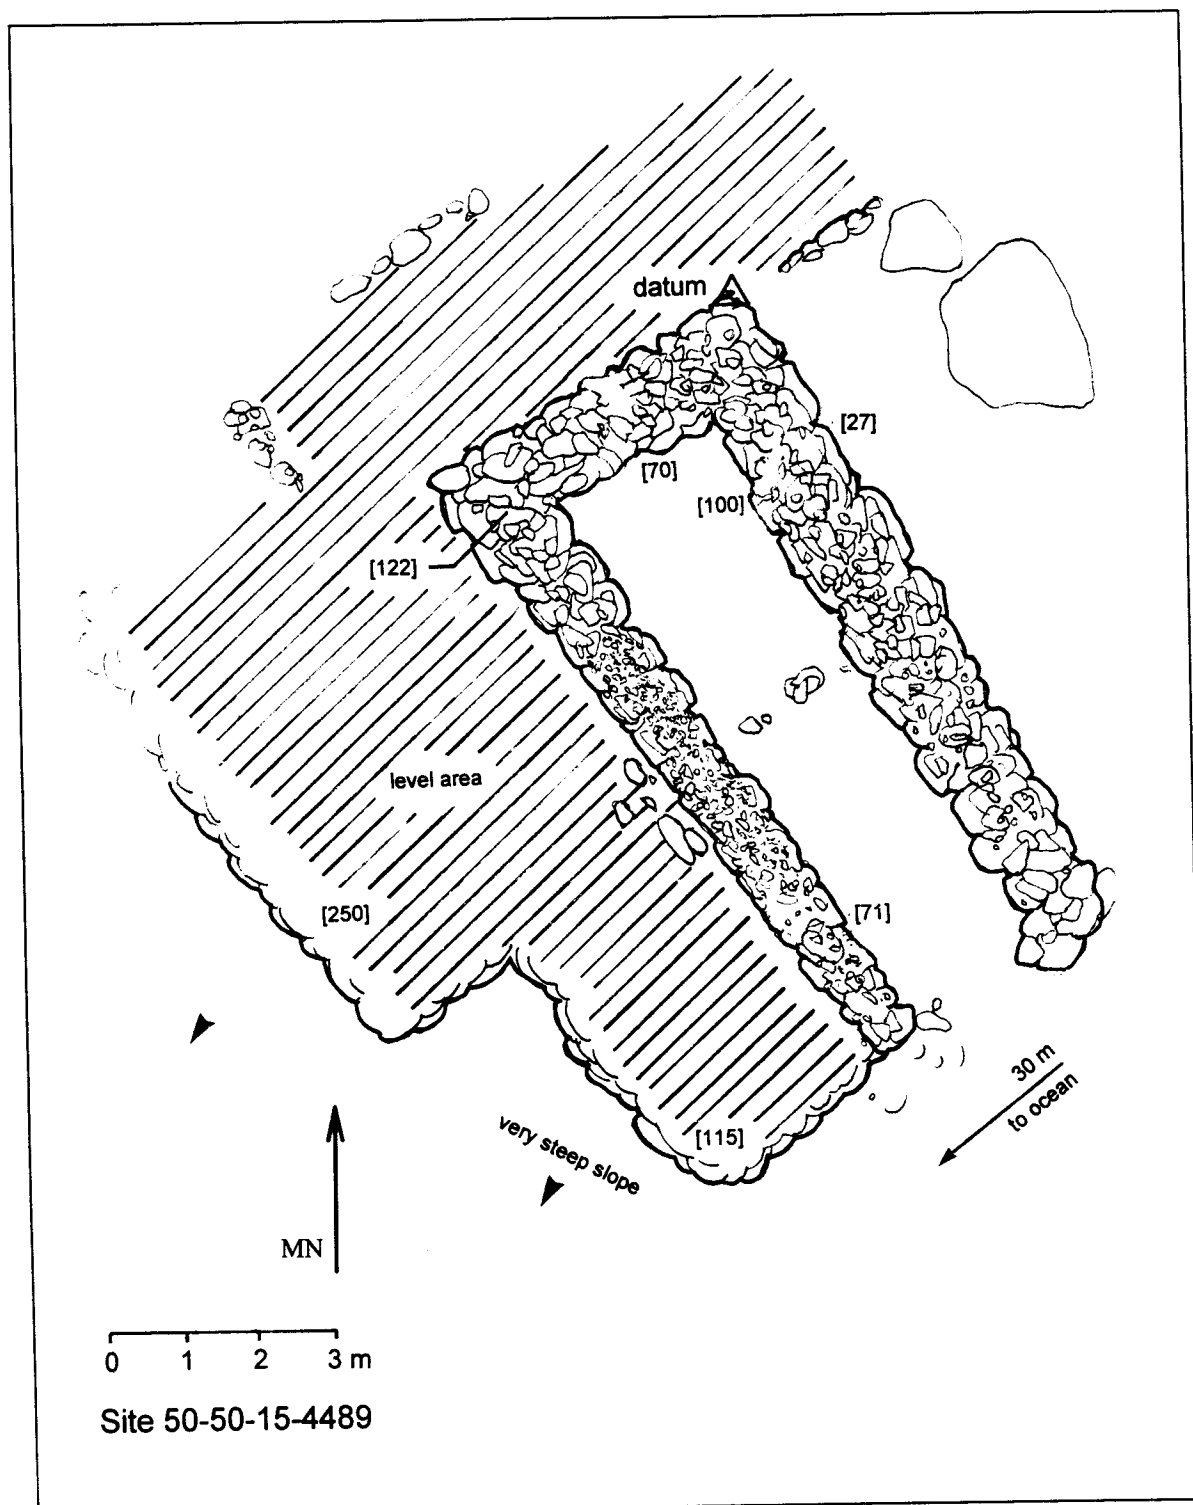 datum
[27]
[70]
[100]
[122]
level area
[250]
[71]
30 m
to ocean
very steep slope
[115]
MN
0 1 2 3 m
Site 50-50-15-4489